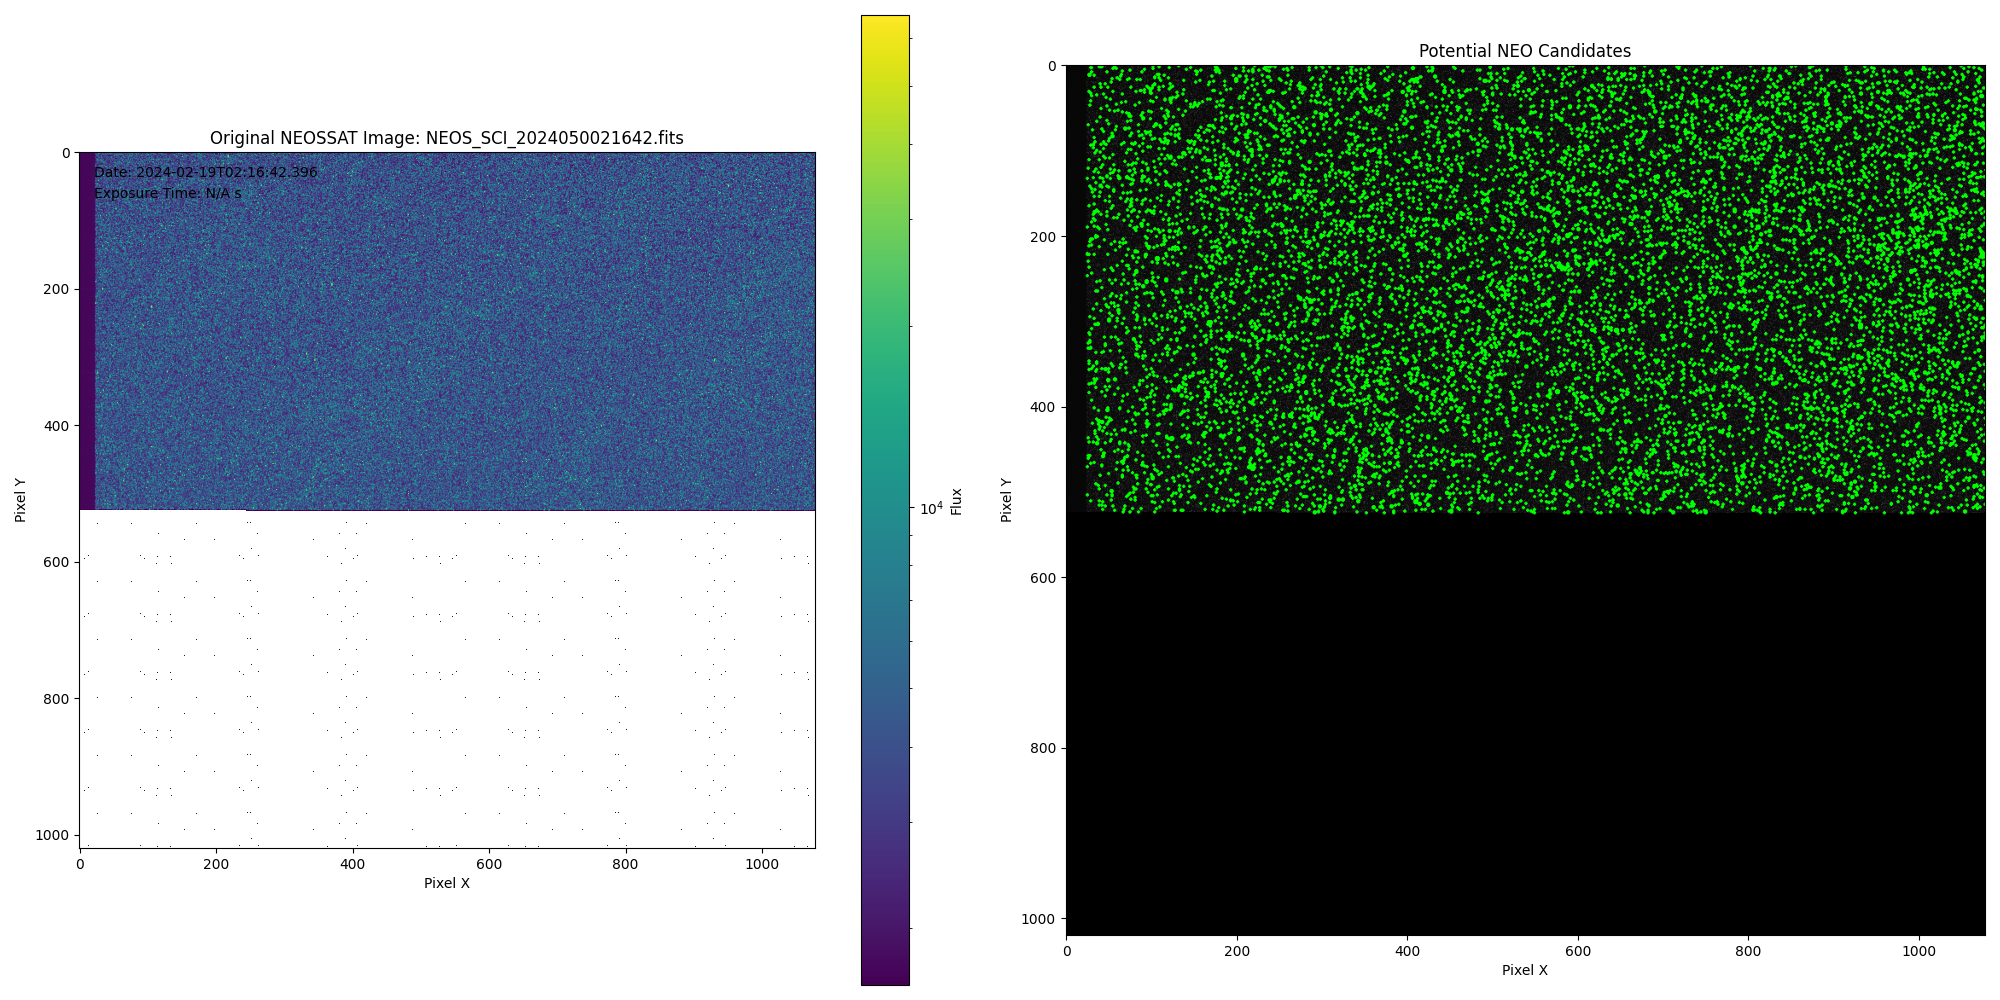 Original NEOSSAT Image: NEOS_SCI_2024050021642.fits
Date: 2024-02-19T02:16:42.396
Exposure Time: N/A s
0
200
400
600
800
1000
Pixel Y
0 200 400 600 800 1000
Pixel X
10^4
Flux
Potential NEO Candidates
0
200
400
600
800
1000
Pixel Y
0 200 400 600 800 1000
Pixel X